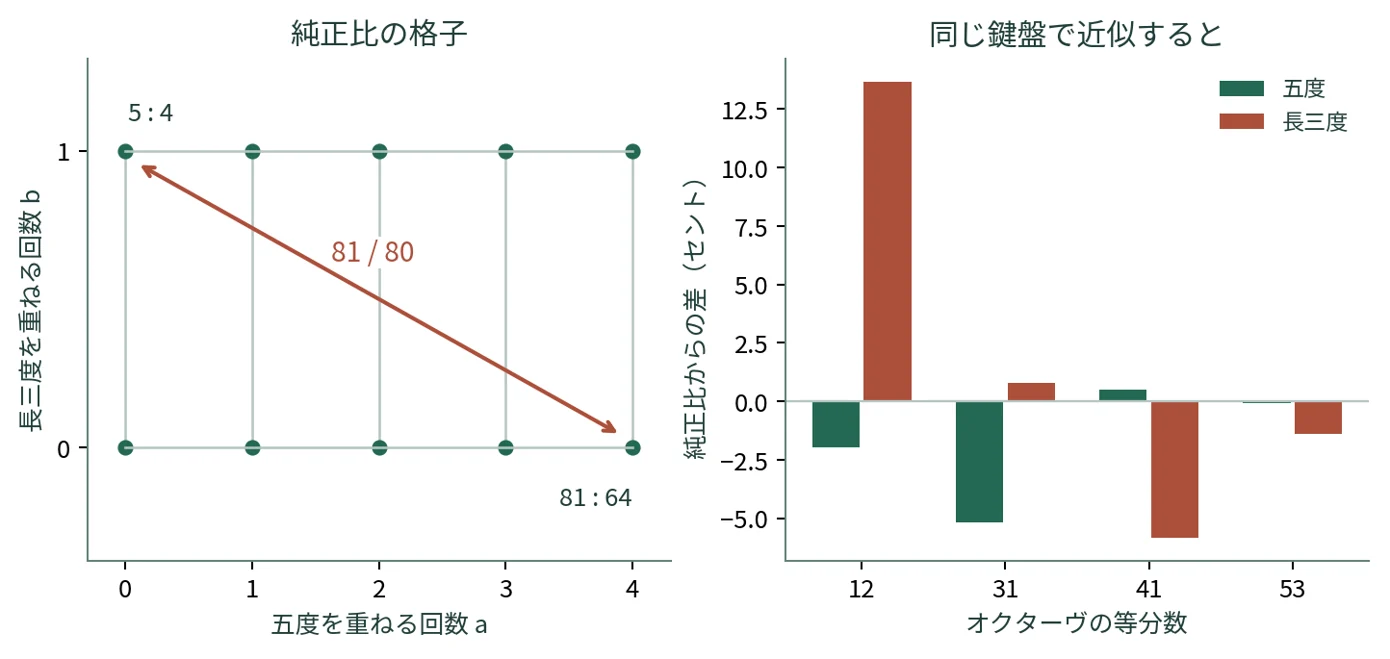 純正比の格子
5 : 4
1
81 / 80
0
81 : 64
0 1 2 3 4
五度を重ねる回数 a
長三度を重ねる回数 b
同じ鍵盤で近似すると
五度
長三度
12.5
10.0
7.5
5.0
2.5
0.0
−2.5
−5.0
12 31 41 53
オクターヴの等分数
純正比からの差（セント）